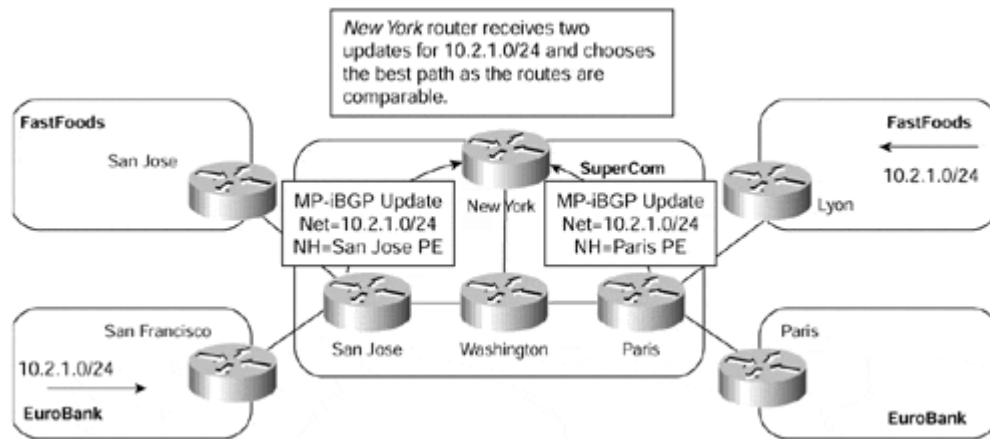 New York router receives two
updates for 10.2.1.0/24 and chooses
the best path as the routes are
comparable.
FastFoods
San Jose
SuperCom
New York
FastFoods
10.2.1.0/24
Lyon
MP-iBGP Update
Net=10.2.1.0/24
NH=San Jose PE
MP-iBGP Update
Net=10.2.1.0/24
NH=Paris PE
San Francisco
10.2.1.0/24
EuroBank
San Jose
Washington
Paris
Paris
EuroBank